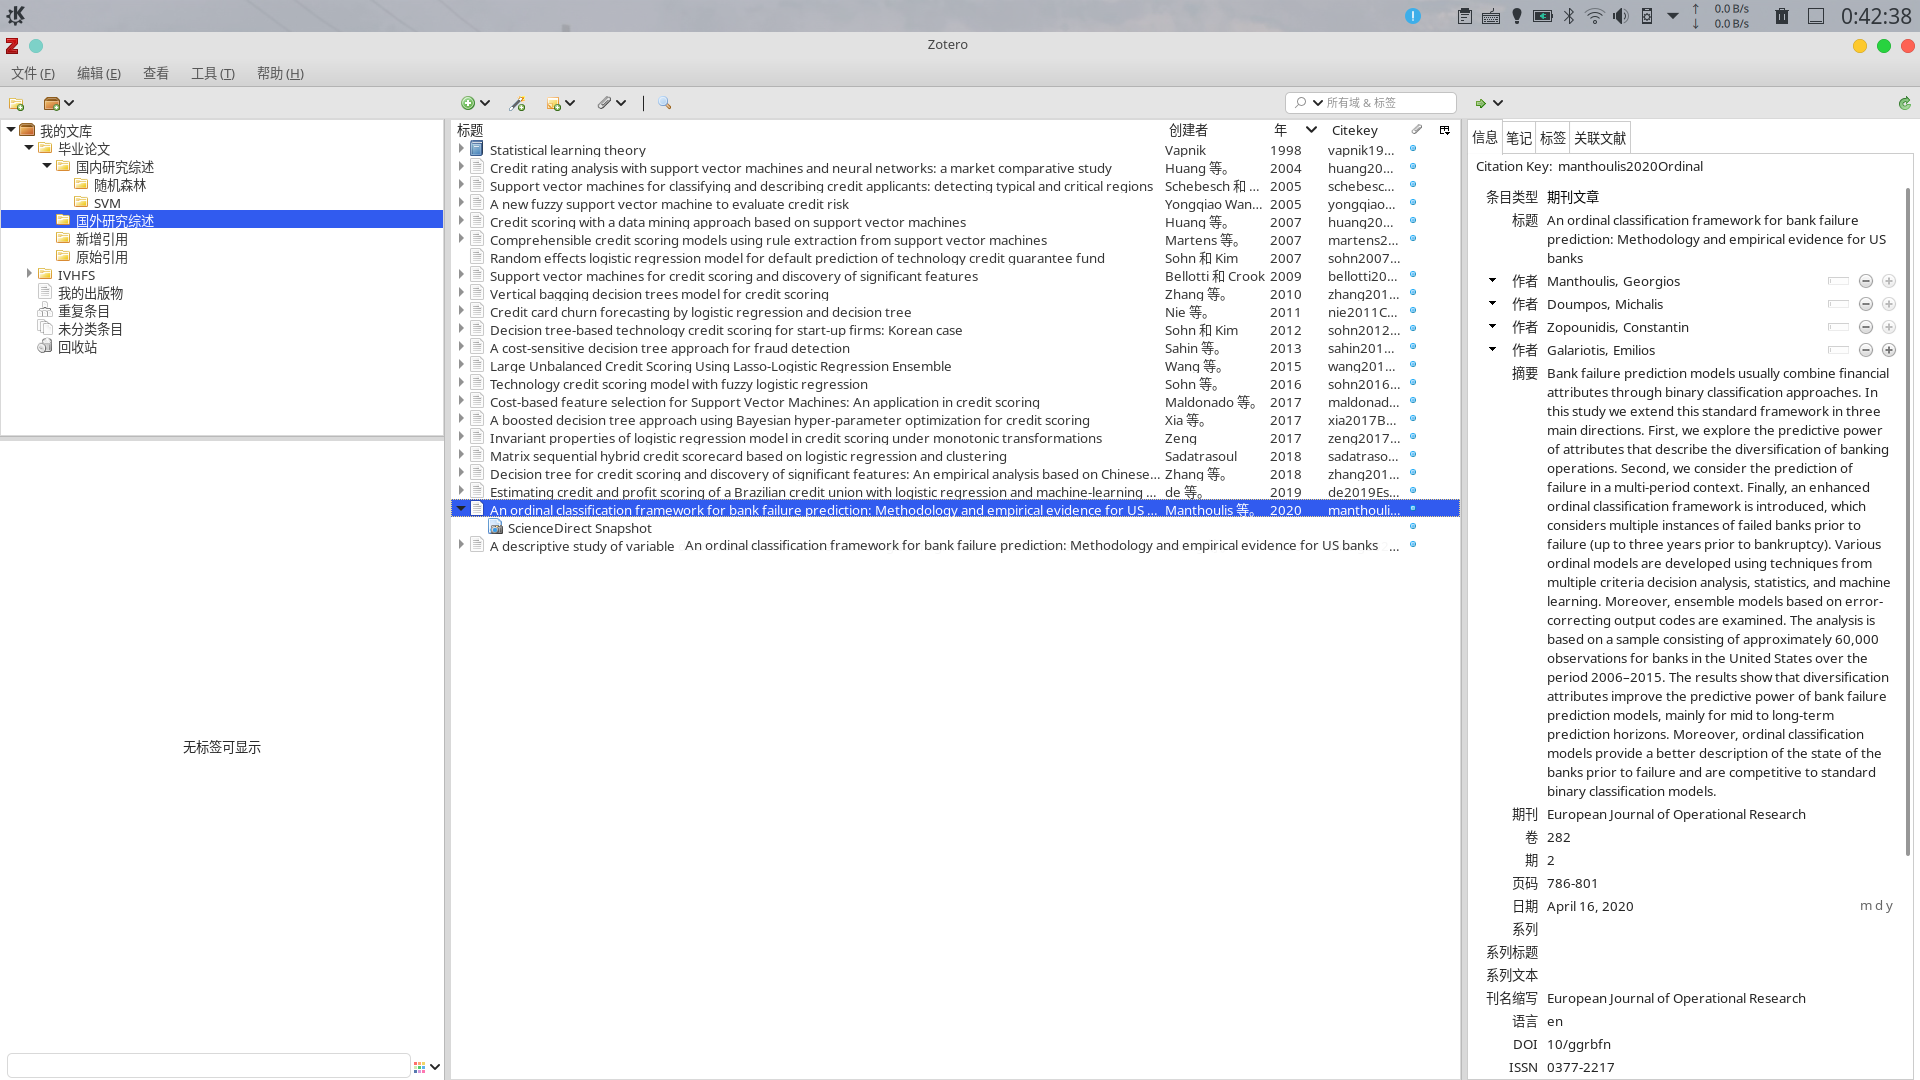 0.0 B/s
0.0 B/s
0:42:38
Zotero
文件 (F) 编辑 (E) 查看 工具 (T) 帮助 (H)
所有域 & 标签
我的文库
毕业论文
国内研究综述
随机森林
SVM
国外研究综述
新增引用
原始引用
IVHFS
我的出版物
重复条目
未分类条目
回收站
无标签可显示
标题 创建者 年 Citekey
Statistical learning theory Vapnik 1998 vapnik19...
Credit rating analysis with support vector machines and neural networks: a market comparative study Huang 等。 2004 huang20...
Support vector machines for classifying and describing credit applicants: detecting typical and critical regions Schebesch 和 ... 2005 schebesc...
A new fuzzy support vector machine to evaluate credit risk Yongqiao Wan... 2005 yongqiao...
Credit scoring with a data mining approach based on support vector machines Huang 等。 2007 huang20...
Comprehensible credit scoring models using rule extraction from support vector machines Martens 等。 2007 martens2...
Random effects logistic regression model for default prediction of technology credit guarantee fund Sohn 和 Kim 2007 sohn2007...
Support vector machines for credit scoring and discovery of significant features Bellotti 和 Crook 2009 bellotti20...
Vertical bagging decision trees model for credit scoring Zhang 等。 2010 zhang201...
Credit card churn forecasting by logistic regression and decision tree Nie 等。 2011 nie2011C...
Decision tree-based technology credit scoring for start-up firms: Korean case Sohn 和 Kim 2012 sohn2012...
A cost-sensitive decision tree approach for fraud detection Sahin 等。 2013 sahin201...
Large Unbalanced Credit Scoring Using Lasso-Logistic Regression Ensemble Wang 等。 2015 wang201...
Technology credit scoring model with fuzzy logistic regression Sohn 等。 2016 sohn2016...
Cost-based feature selection for Support Vector Machines: An application in credit scoring Maldonado 等。 2017 maldonad...
A boosted decision tree approach using Bayesian hyper-parameter optimization for credit scoring Xia 等。 2017 xia2017B...
Invariant properties of logistic regression model in credit scoring under monotonic transformations Zeng 2017 zeng2017...
Matrix sequential hybrid credit scorecard based on logistic regression and clustering Sadatrasoul 2018 sadatraso...
Decision tree for credit scoring and discovery of significant features: An empirical analysis based on Chinese... Zhang 等。 2018 zhang201...
Estimating credit and profit scoring of a Brazilian credit union with logistic regression and machine-learning ... de 等。 2019 de2019Es...
An ordinal classification framework for bank failure prediction: Methodology and empirical evidence for US ... Manthoulis 等。 2020 manthouli...
ScienceDirect Snapshot
A descriptive study of variable An ordinal classification framework for bank failure prediction: Methodology and empirical evidence for US banks ...
信息 笔记 标签 关联文献
Citation Key: manthoulis2020Ordinal
条目类型 期刊文章
标题 An ordinal classification framework for bank failure
prediction: Methodology and empirical evidence for US
banks
作者 Manthoulis, Georgios
作者 Doumpos, Michalis
作者 Zopounidis, Constantin
作者 Galariotis, Emilios
摘要 Bank failure prediction models usually combine financial
attributes through binary classification approaches. In
this study we extend this standard framework in three
main directions. First, we explore the predictive power
of attributes that describe the diversification of banking
operations. Second, we consider the prediction of
failure in a multi-period context. Finally, an enhanced
ordinal classification framework is introduced, which
considers multiple instances of failed banks prior to
failure (up to three years prior to bankruptcy). Various
ordinal models are developed using techniques from
multiple criteria decision analysis, statistics, and machine
learning. Moreover, ensemble models based on error-
correcting output codes are examined. The analysis is
based on a sample consisting of approximately 60,000
observations for banks in the United States over the
period 2006–2015. The results show that diversification
attributes improve the predictive power of bank failure
prediction models, mainly for mid to long-term
prediction horizons. Moreover, ordinal classification
models provide a better description of the state of the
banks prior to failure and are competitive to standard
binary classification models.
期刊 European Journal of Operational Research
卷 282
期 2
页码 786-801
日期 April 16, 2020 m d y
系列
系列标题
系列文本
刊名缩写 European Journal of Operational Research
语言 en
DOI 10/ggrbfn
ISSN 0377-2217